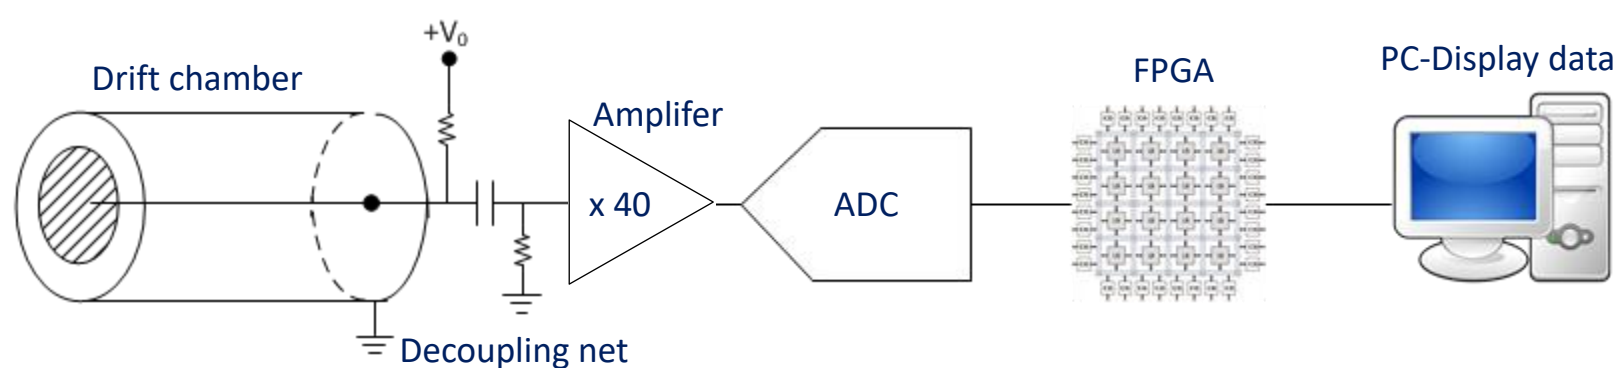 +V₀
Drift chamber
Amplifer
x 40
ADC
FPGA
PC-Display data
Decoupling net